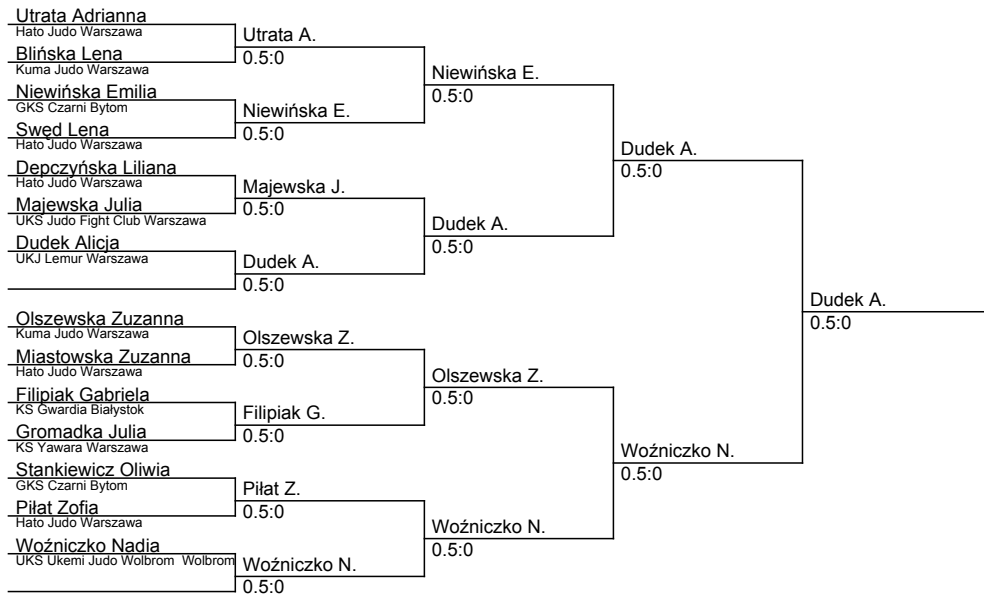 Utrata Adrianna
Hato Judo Warszawa
Blińska Lena
Kuma Judo Warszawa
Niewińska Emilia
GKS Czarni Bytom
Swęd Lena
Hato Judo Warszawa
Depczyńska Liliana
Hato Judo Warszawa
Majewska Julia
UKS Judo Fight Club Warszawa
Dudek Alicja
UKJ Lemur Warszawa
Olszewska Zuzanna
Kuma Judo Warszawa
Miastowska Zuzanna
Hato Judo Warszawa
Filipiak Gabriela
KS Gwardia Białystok
Gromadka Julia
KS Yawara Warszawa
Stankiewicz Oliwia
GKS Czarni Bytom
Piłat Zofia
Hato Judo Warszawa
Woźniczko Nadia
UKS Ukemi Judo Wolbrom  Wolbrom
Utrata A.
0.5:0
Niewińska E.
0.5:0
Majewska J.
0.5:0
Dudek A.
0.5:0
Olszewska Z.
0.5:0
Filipiak G.
0.5:0
Piłat Z.
0.5:0
Woźniczko N.
0.5:0
Niewińska E.
0.5:0
Dudek A.
0.5:0
Olszewska Z.
0.5:0
Woźniczko N.
0.5:0
Dudek A.
0.5:0
Woźniczko N.
0.5:0
Dudek A.
0.5:0